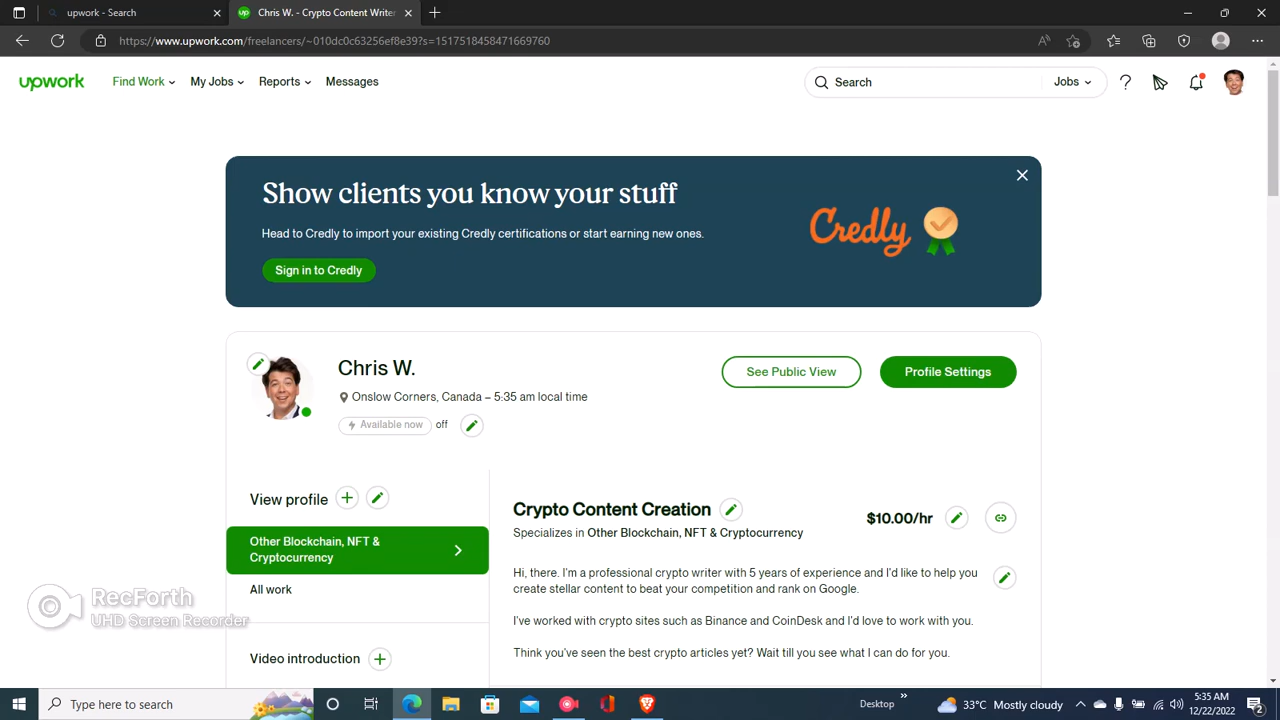 upwork - Search
Chris W. - Crypto Content Writer
https://www.upwork.com/freelancers/~010dc0c63256ef8e39?s=1517518458471669760
upwork
Find Work
My Jobs
Reports
Messages
Search
Jobs
Show clients you know your stuff
Head to Credly to import your existing Credly certifications or start earning new ones.
Sign in to Credly
Credly
Chris W.
Onslow Corners, Canada – 5:35 am local time
Available now
off
See Public View
Profile Settings
View profile
Other Blockchain, NFT &
Cryptocurrency
All work
Video introduction
Crypto Content Creation
$10.00/hr
Specializes in Other Blockchain, NFT & Cryptocurrency
Hi, there. I'm a professional crypto writer with 5 years of experience and I'd like to help you
create stellar content to beat your competition and rank on Google.
I've worked with crypto sites such as Binance and CoinDesk and I'd love to work with you.
Think you've seen the best crypto articles yet? Wait till you see what I can do for you.
RecForth
UHD Screen Recorder
Type here to search
Desktop
33°C Mostly cloudy
5:35 AM
12/22/2022
2